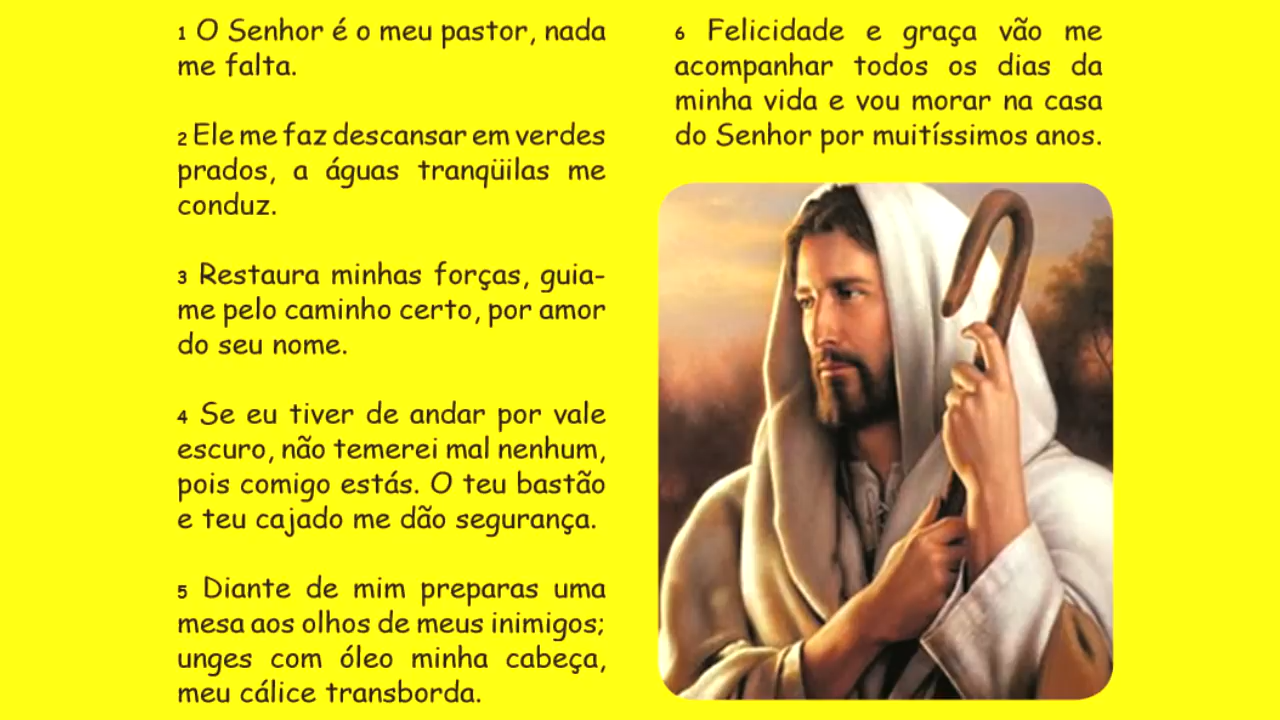 1 O Senhor é o meu pastor, nada
me falta.
2 Ele me faz descansar em verdes
prados, a águas tranqüilas me
conduz.
3 Restaura minhas forças, guia-
me pelo caminho certo, por amor
do seu nome.
4 Se eu tiver de andar por vale
escuro, não temerei mal nenhum,
pois comigo estás. O teu bastão
e teu cajado me dão segurança.
5 Diante de mim preparas uma
mesa aos olhos de meus inimigos;
unges com óleo minha cabeça,
meu cálice transborda.
6 Felicidade e graça vão me
acompanhar todos os dias da
minha vida e vou morar na casa
do Senhor por muitíssimos anos.